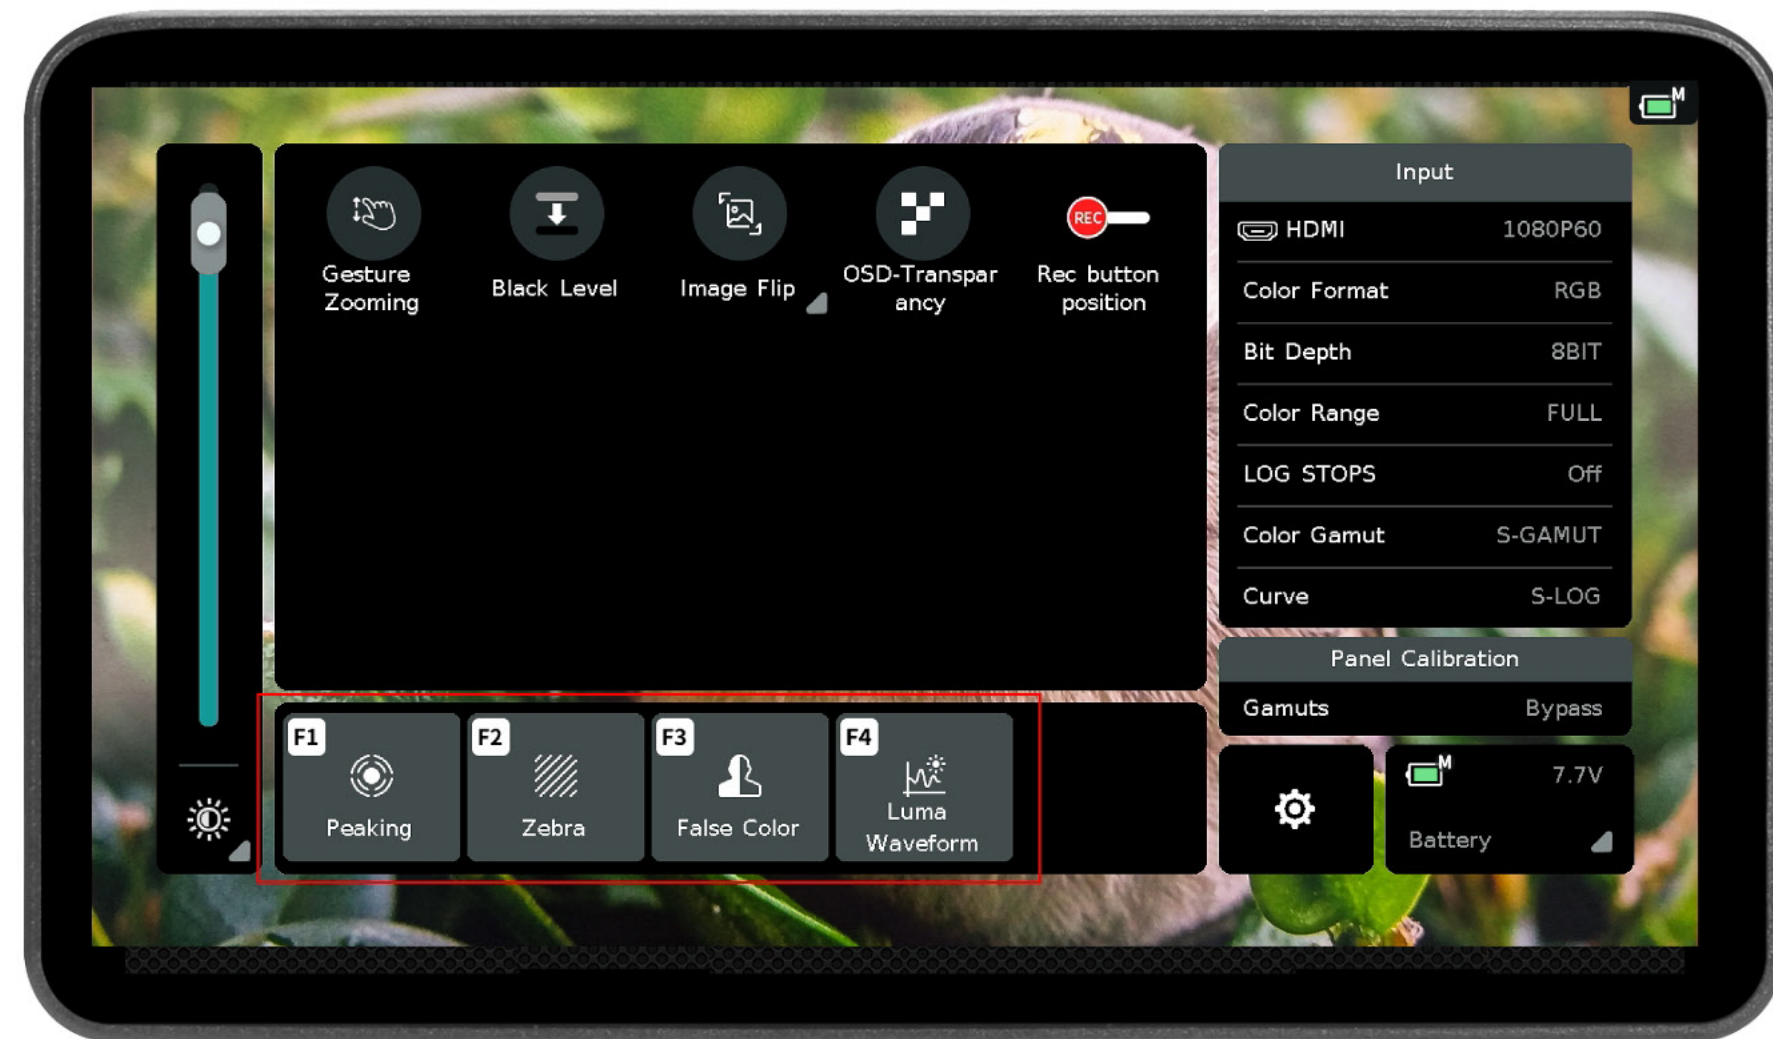 M
Gesture
Zooming
Black Level
Image Flip
OSD-Transpar
ancy
REC
Rec button
position
Input
HDMI 1080P60
Color Format RGB
Bit Depth 8BIT
Color Range FULL
LOG STOPS Off
Color Gamut S-GAMUT
Curve S-LOG
Panel Calibration
Gamuts Bypass
F1
Peaking
F2
Zebra
F3
False Color
F4
Luma
Waveform
M 7.7V
Battery